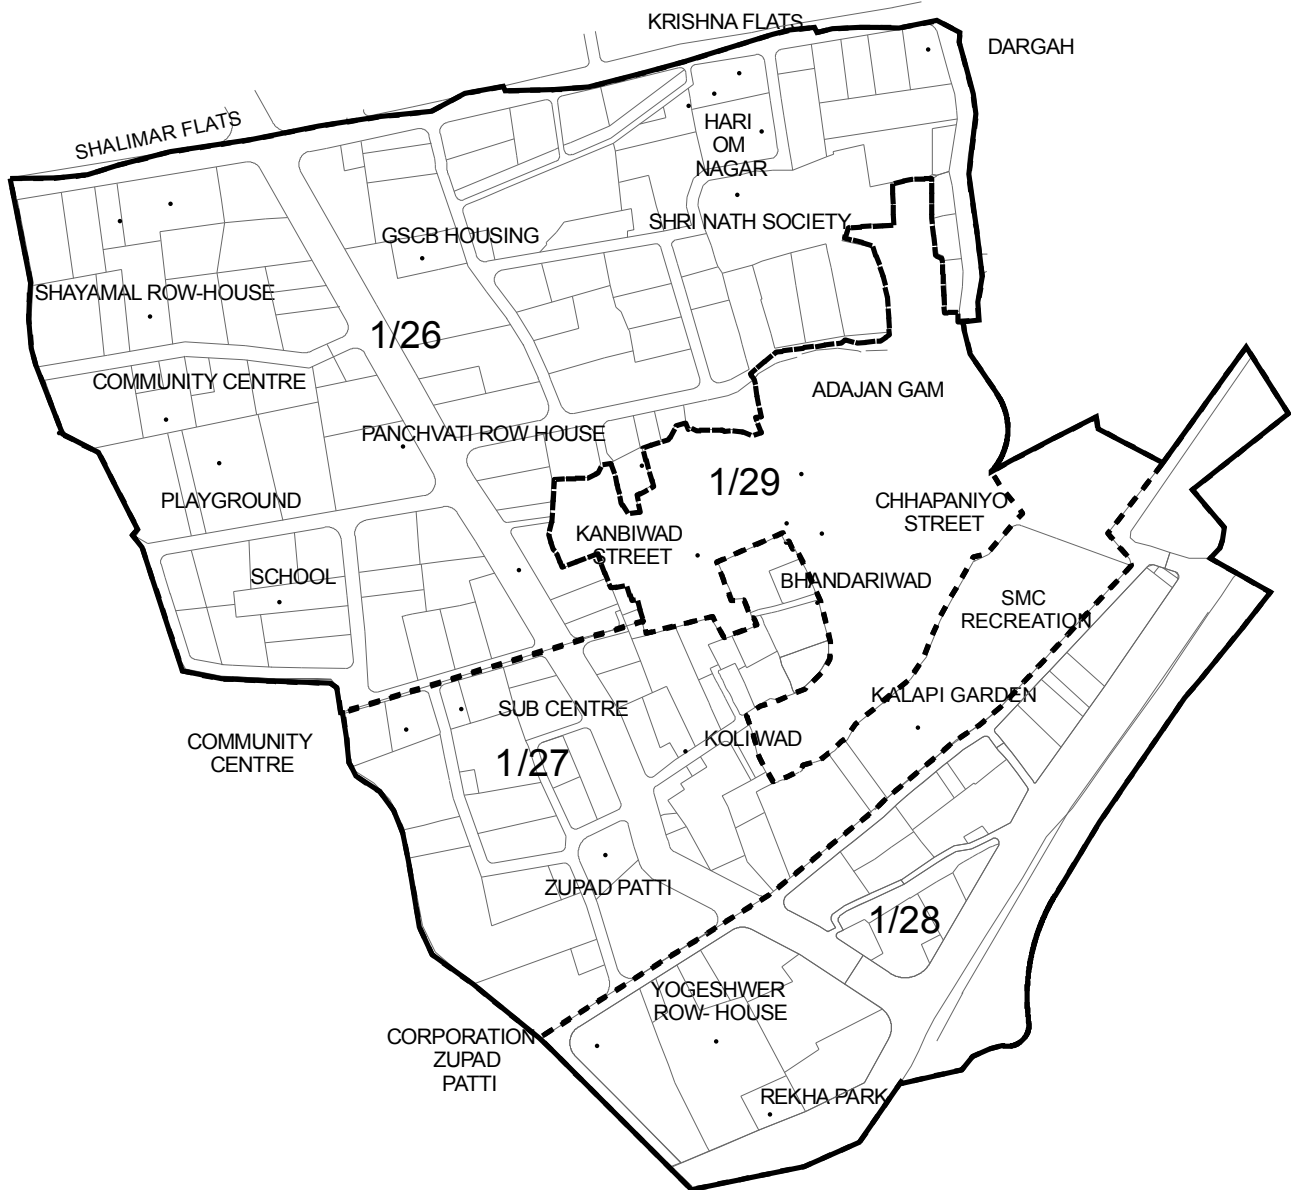 KRISHNA FLATS
DARGAH
SHALIMAR FLATS
HARI
OM
NAGAR
SHRI NATH SOCIETY
GSCB HOUSING
SHAYAMAL ROW-HOUSE
1/26
COMMUNITY CENTRE
ADAJAN GAM
PANCHVATI ROW HOUSE
1/29
PLAYGROUND
CHHAPANIYO
STREET
KANBIWAD
STREET
SCHOOL
BHANDARIWAD
SMC
RECREATION
KALAPI GARDEN
SUB CENTRE
COMMUNITY
CENTRE
KOLIWAD
1/27
ZUPAD PATTI
1/28
YOGESHWER
ROW- HOUSE
CORPORATION
ZUPAD
PATTI
REKHA PARK